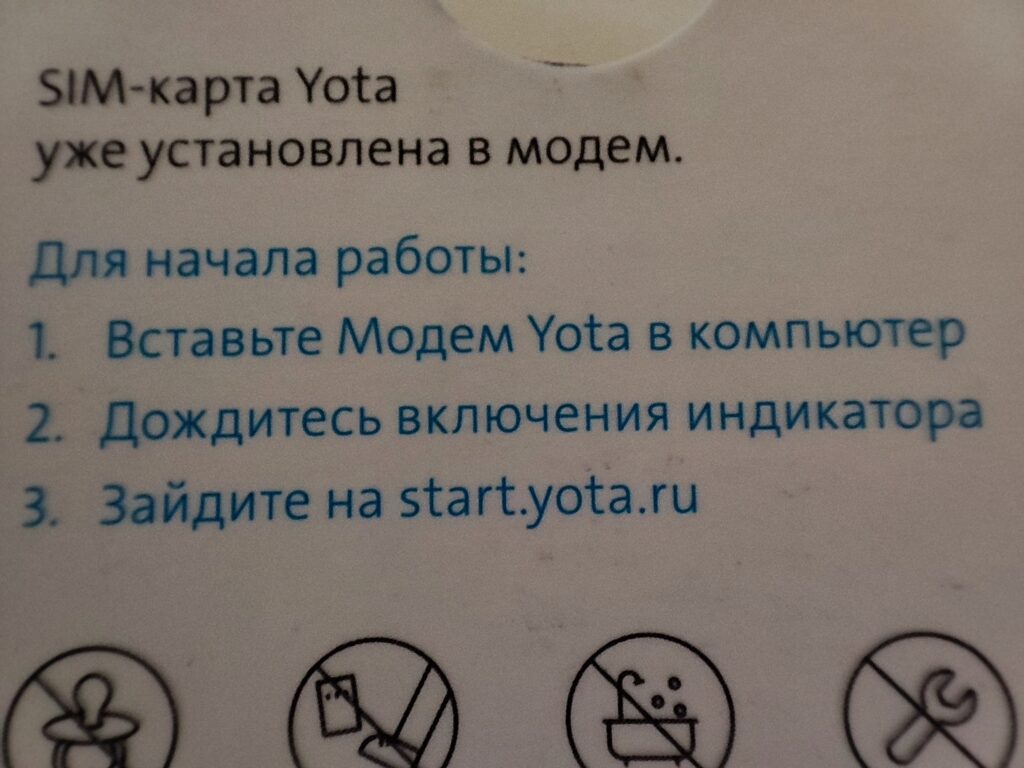 SIM-карта Yota
уже установлена в модем.
Для начала работы:
1. Вставьте Модем Yota в компьютер
2. Дождитесь включения индикатора
3. Зайдите на start.yota.ru